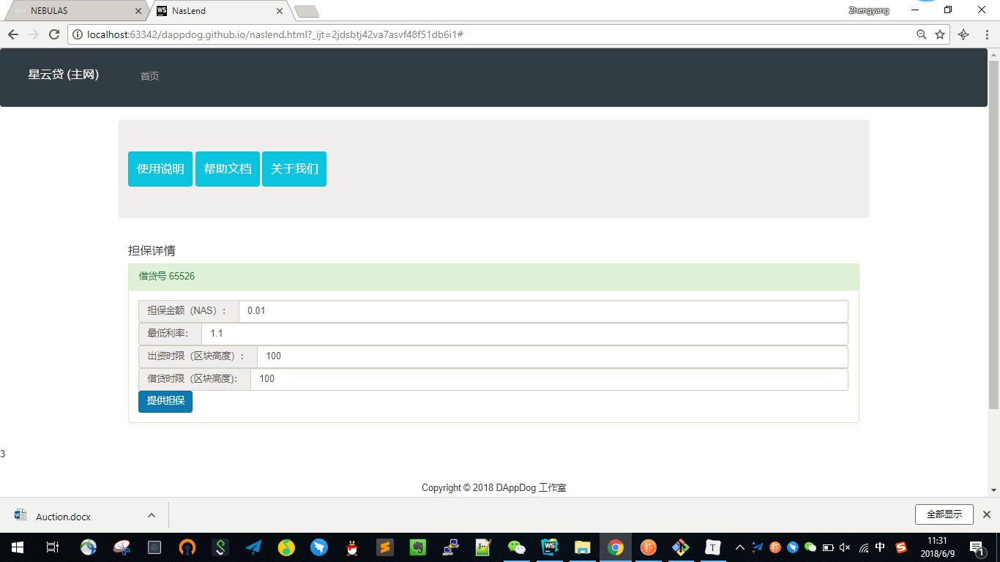 NEBULAS
NasLend
Zhengyang
localhost:63342/dappdog.github.io/naslend.html?_ijt=2jdsbtj42va7asvf48f51db6i1#
星云贷 (主网) 首页
使用说明 帮助文档 关于我们
担保详情
借贷号 65526
担保金额（NAS）： 0.01
最低利率: 1.1
出资时限（区块高度）： 100
借贷时限（区块高度): 100
提供担保
3
Copyright © 2018 DAppDog 工作室
Auction.docx
全部显示
中
11:31
2018/6/9
1